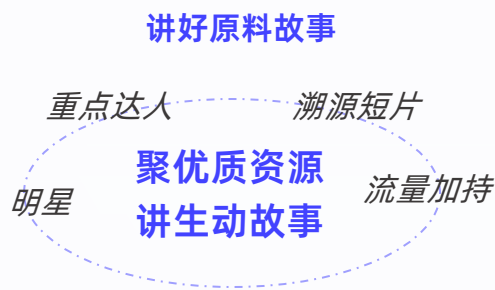 讲好原料故事
重点达人
溯源短片
聚优质资源
讲生动故事
明星
流量加持